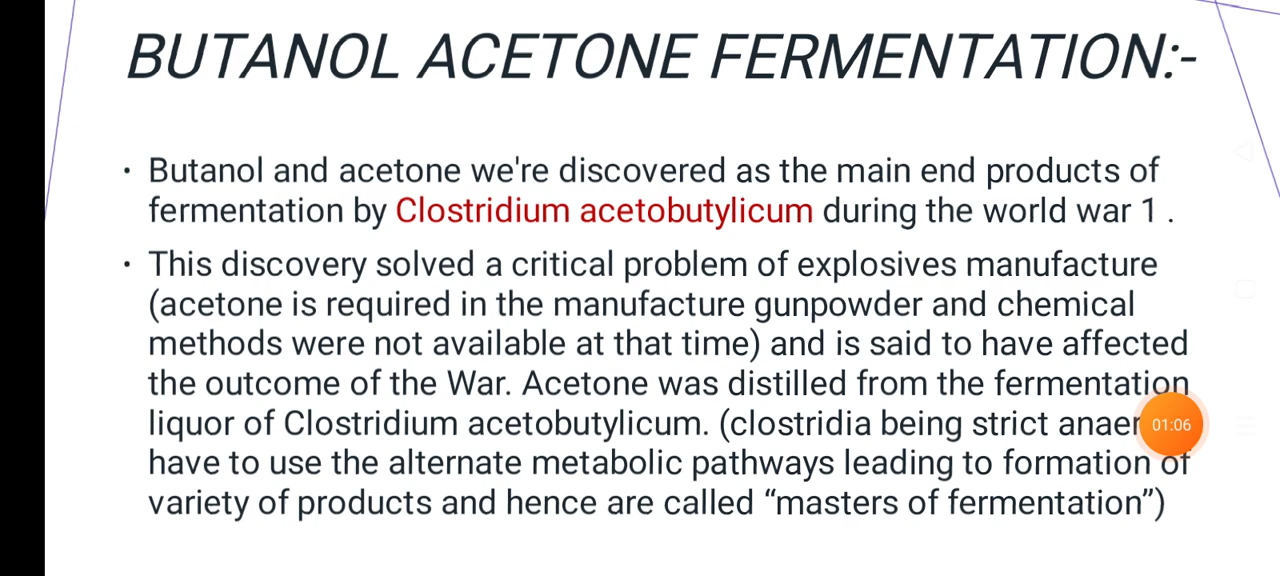 BUTANOL ACETONE FERMENTATION:-
• Butanol and acetone we're discovered as the main end products of
fermentation by Clostridium acetobutylicum during the world war 1 .
• This discovery solved a critical problem of explosives manufacture
(acetone is required in the manufacture gunpowder and chemical
methods were not available at that time) and is said to have affected
the outcome of the War. Acetone was distilled from the fermentation
liquor of Clostridium acetobutylicum. (clostridia being strict
01:06
have to use the alternate metabolic pathways leading to formation of
variety of products and hence are called “masters of fermentation”)